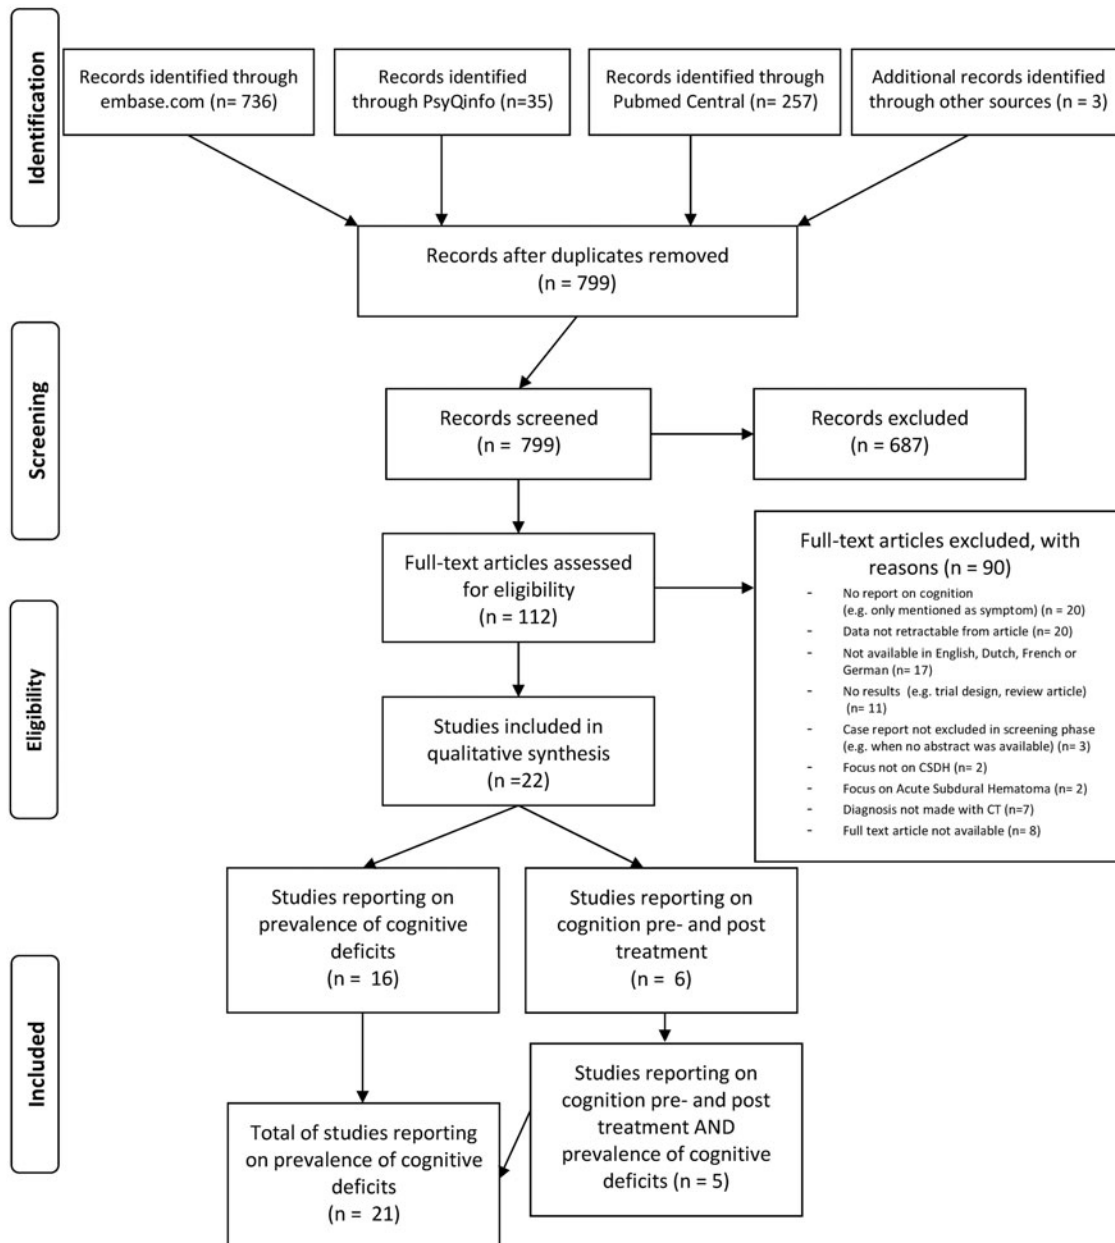 Identification
Records identified through
embase.com (n= 736)
Records identified
through PsyQinfo (n=35)
Records identified through
Pubmed Central (n= 257)
Additional records identified
through other sources (n = 3)
Records after duplicates removed
(n = 799)
Screening
Records screened
(n =  799)
Records excluded
(n = 687)
Eligibility
Full-text articles assessed
for eligibility
(n = 112)
Full-text articles excluded, with
reasons (n = 90)
- No report on cognition
(e.g. only mentioned as symptom) (n = 20)
- Data not retractable from article (n= 20)
- Not available in English, Dutch, French or
German (n= 17)
- No results  (e.g. trial design, review article)
(n= 11)
- Case report not excluded in screening phase
(e.g. when no abstract was available) (n= 3)
- Focus not on CSDH (n= 2)
- Focus on Acute Subdural Hematoma (n= 2)
- Diagnosis not made with CT (n=7)
- Full text article not available (n= 8)
Studies included in
qualitative synthesis
(n =22)
Included
Studies reporting on
prevalence of cognitive
deficits
(n =  16)
Studies reporting on
cognition pre- and post
treatment
(n =  6)
Studies reporting on
cognition pre- and post
treatment AND
prevalence of cognitive
deficits (n = 5)
Total of studies reporting
on prevalence of cognitive
deficits
(n =  21)